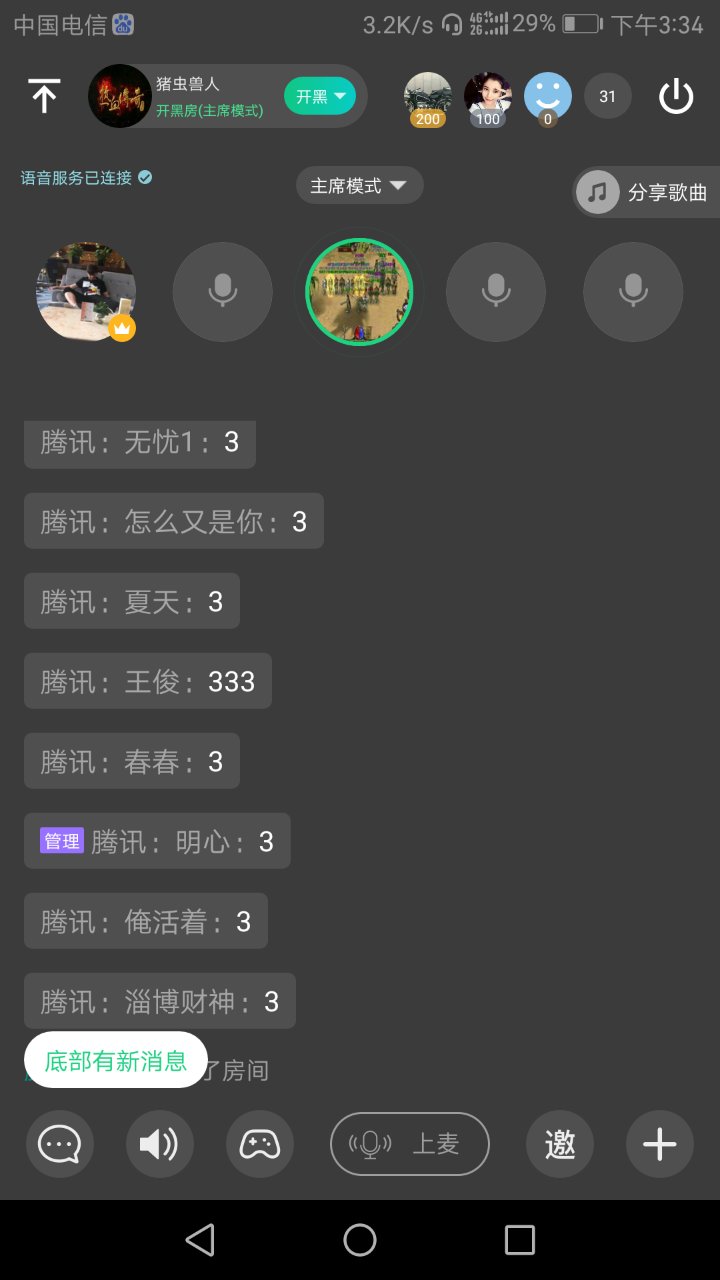 中国电信 3.2K/s 4G 2G 29% 下午3:34
猪虫兽人
开黑房(主席模式)
开黑
200
100
0
31
语音服务已连接
主席模式
分享歌曲
腾讯：无忧1：3
腾讯：怎么又是你：3
腾讯：夏天：3
腾讯：王俊：333
腾讯：春春：3
管理 腾讯：明心：3
腾讯：俺活着：3
腾讯：淄博财神：3
底部有新消息
了房间
上麦
邀